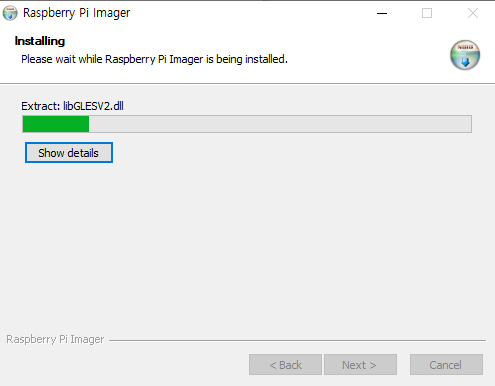 Raspberry Pi Imager
Installing
Please wait while Raspberry Pi Imager is being installed.
Extract: libGLESV2.dll
Show details
Raspberry Pi Imager
< Back
Next >
Cancel